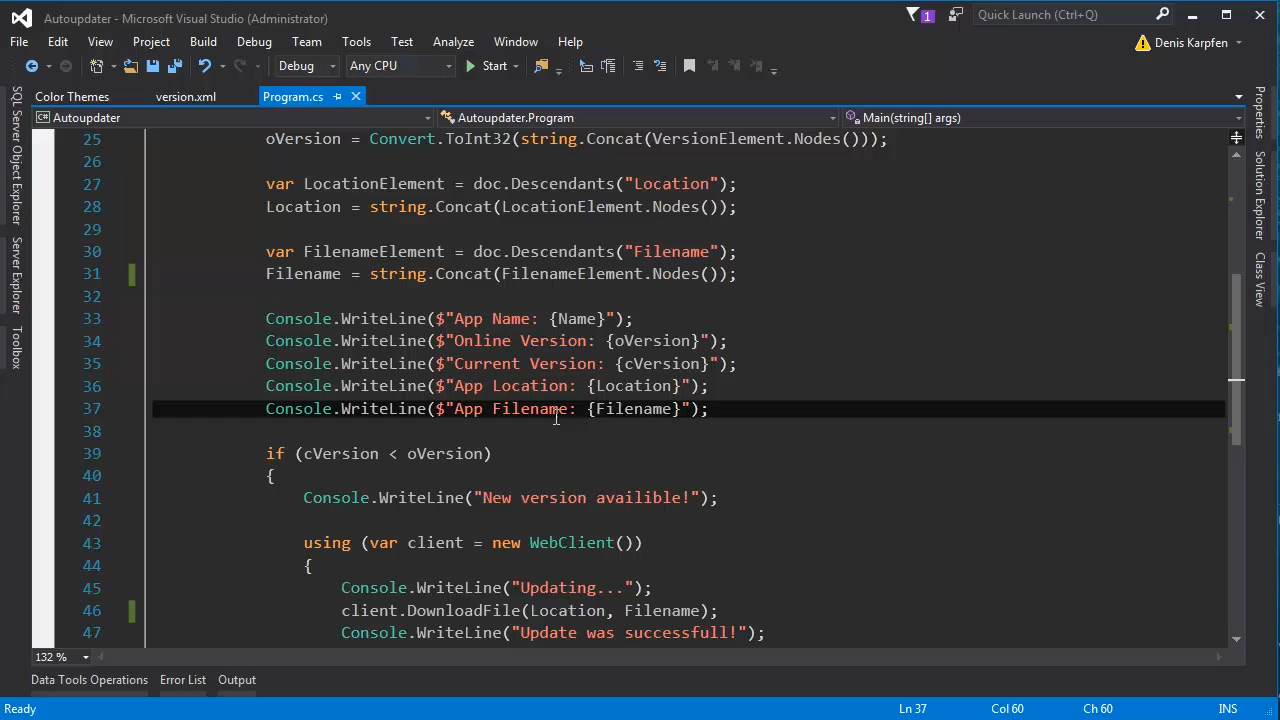 Autoupdater - Microsoft Visual Studio (Administrator)
1
Quick Launch (Ctrl+Q)
File Edit View Project Build Debug Team Tools Test Analyze Window Help
Denis Karpfen
Debug Any CPU Start
Color Themes version.xml Program.cs
C# Autoupdater Autoupdater.Program Main(string[] args)
SQL Server Object Explorer
Server Explorer
Toolbox
25 oVersion = Convert.ToInt32(string.Concat(VersionElement.Nodes()));
26
27 var LocationElement = doc.Descendants("Location");
28 Location = string.Concat(LocationElement.Nodes());
29
30 var FilenameElement = doc.Descendants("Filename");
31 Filename = string.Concat(FilenameElement.Nodes());
32
33 Console.WriteLine($"App Name: {Name}");
34 Console.WriteLine($"Online Version: {oVersion}");
35 Console.WriteLine($"Current Version: {cVersion}");
36 Console.WriteLine($"App Location: {Location}");
37 Console.WriteLine($"App Filename: {Filename}");
38
39 if (cVersion < oVersion)
40 {
41 Console.WriteLine("New version availible!");
42
43 using (var client = new WebClient())
44 {
45 Console.WriteLine("Updating...");
46 client.DownloadFile(Location, Filename);
47 Console.WriteLine("Update was successfull!");
Properties
Solution Explorer
Class View
132 %
Data Tools Operations Error List Output
Ready Ln 37 Col 60 Ch 60 INS